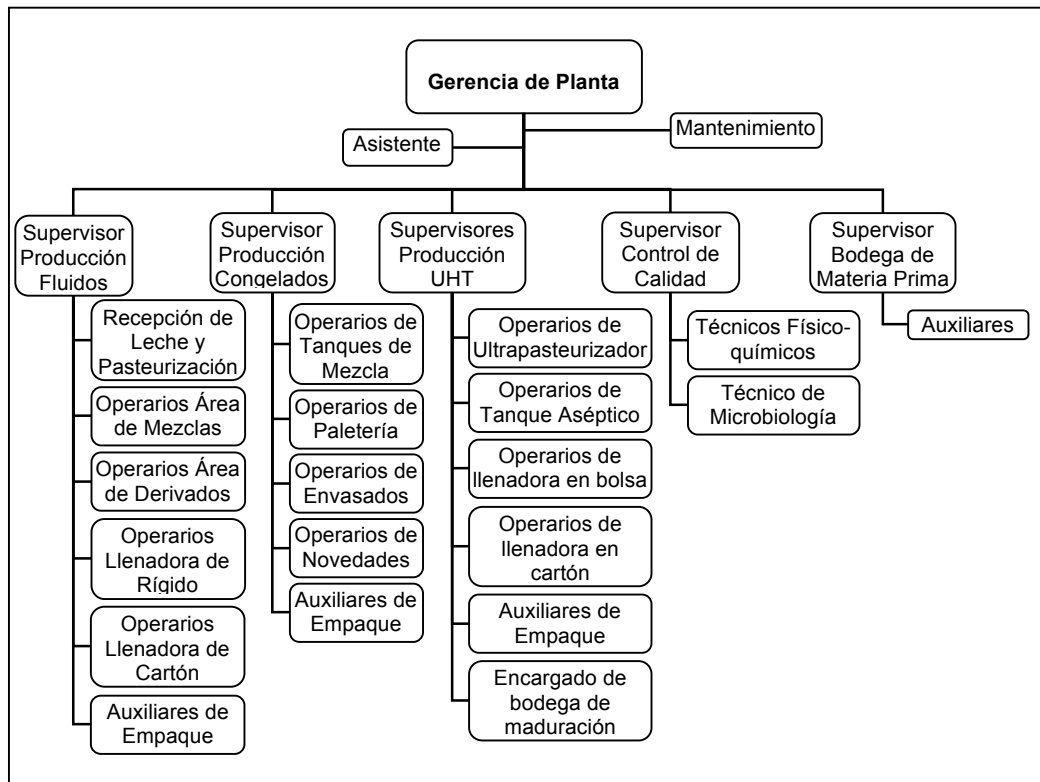 Gerencia de Planta
Asistente
Mantenimiento
Supervisor
Producción
Fluidos
Recepción de
Leche y
Pasteurización
Operarios Área
de Mezclas
Operarios Área
de Derivados
Operarios
Llenadora de
Rígido
Operarios
Llenadora de
Cartón
Auxiliares de
Empaque
Supervisor
Producción
Congelados
Operarios de
Tanques de
Mezcla
Operarios de
Paletería
Operarios de
Envasados
Operarios de
Novedades
Auxiliares de
Empaque
Supervisores
Producción
UHT
Operarios de
Ultrapasteurizador
Operarios de
Tanque Aséptico
Operarios de
llenadora en bolsa
Operarios de
llenadora en
cartón
Auxiliares de
Empaque
Encargado de
bodega de
maduración
Supervisor
Control de
Calidad
Técnicos Físico-
químicos
Técnico de
Microbiología
Supervisor
Bodega de
Materia Prima
Auxiliares